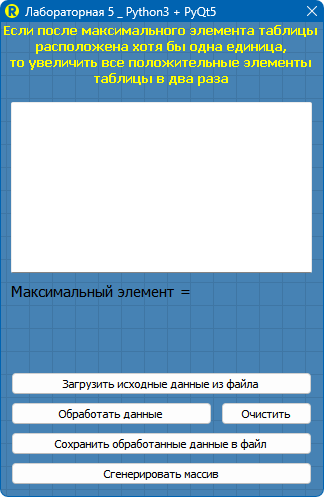 Лабораторная 5 _ Python3 + PyQt5
Если после максимального элемента таблицы
расположена хотя бы одна единица,
то увеличить все положительные элементы
таблицы в два раза
Максимальный элемент =
Загрузить исходные данные из файла
Обработать данные
Очистить
Сохранить обработанные данные в файл
Сгенерировать массив